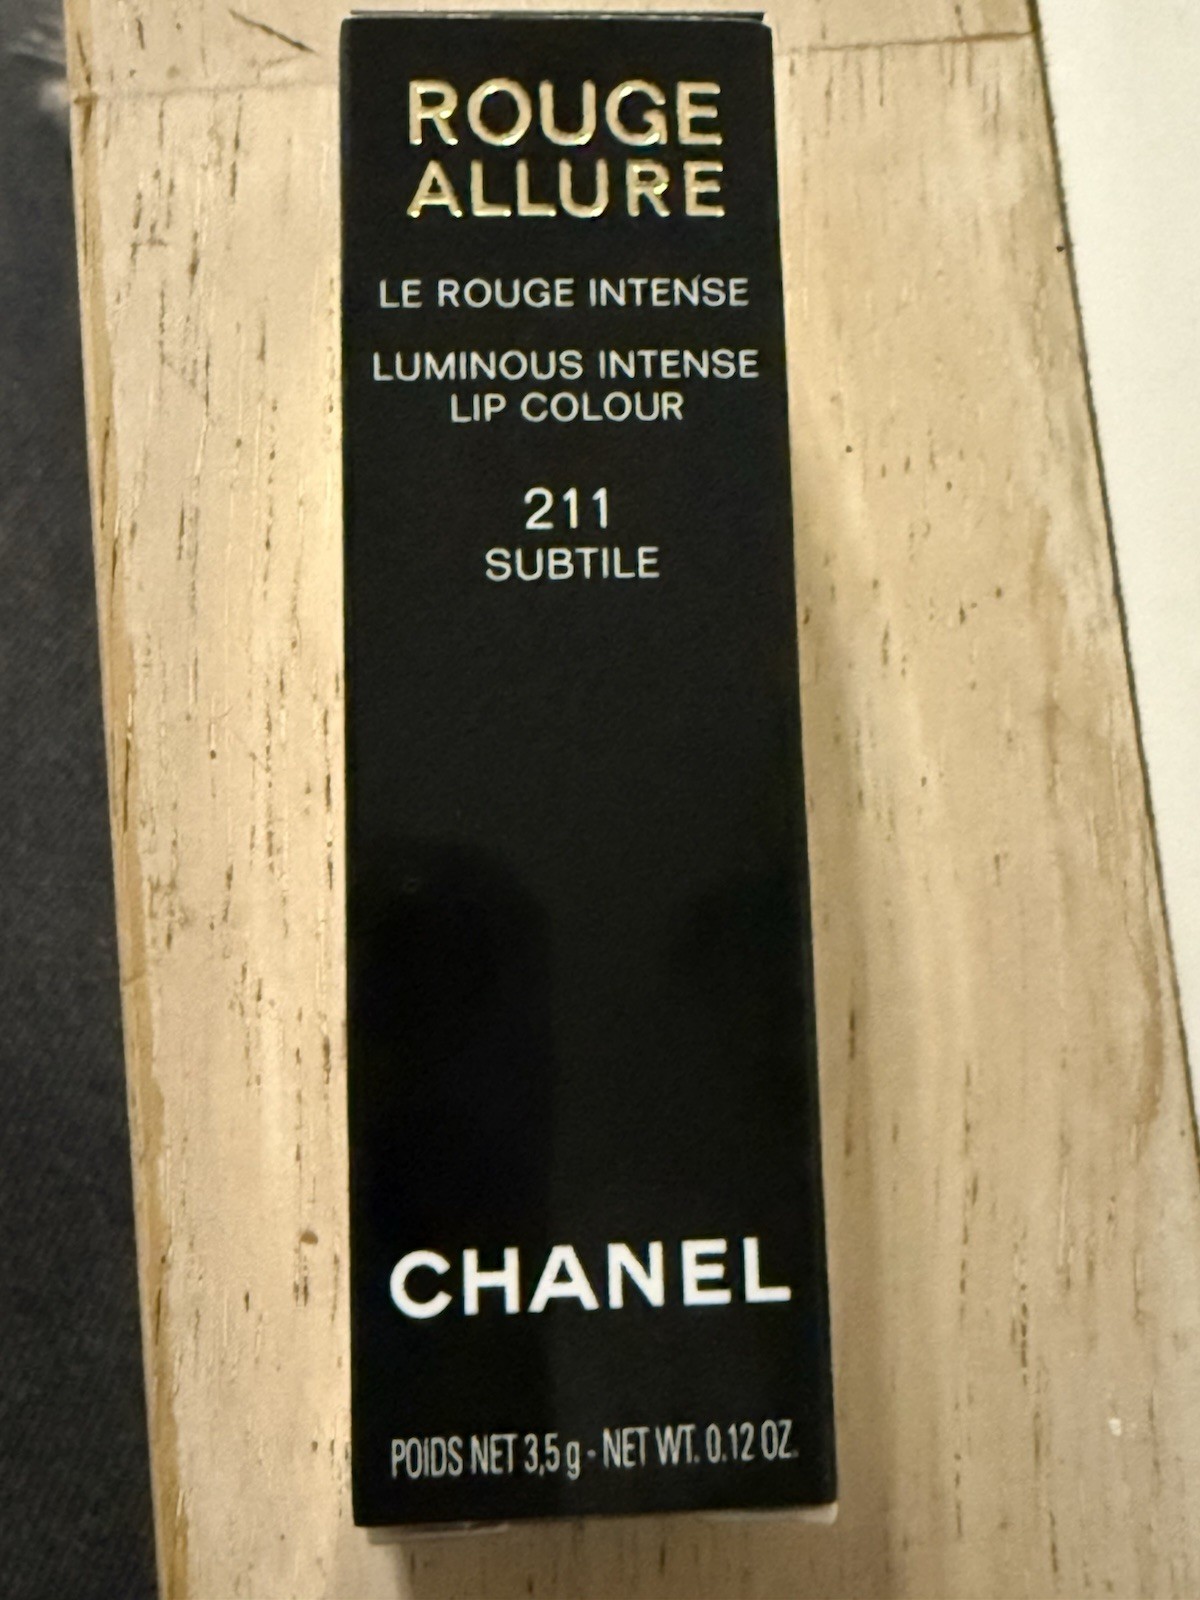 ROUGE
ALLURE
LE ROUGE INTENSE
LUMINOUS INTENSE
LIP COLOUR
211
SUBTILE
CHANEL
POIDS NET 3,5 g - NET WT. 0.12 OZ.